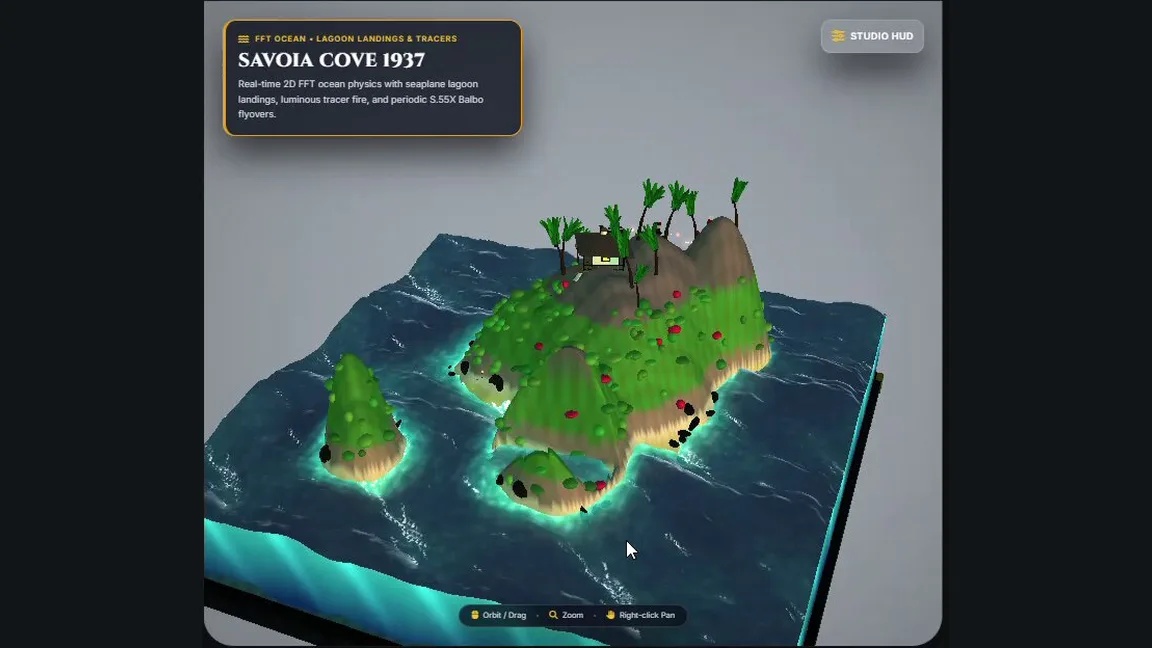 FFT OCEAN • LAGOON LANDINGS & TRACERS
SAVOIA COVE 1937
Real-time 2D FFT ocean physics with seaplane lagoon
landings, luminous tracer fire, and periodic S.55X Balbo
flyovers.
STUDIO HUD
Orbit / Drag • Zoom • Right-click Pan